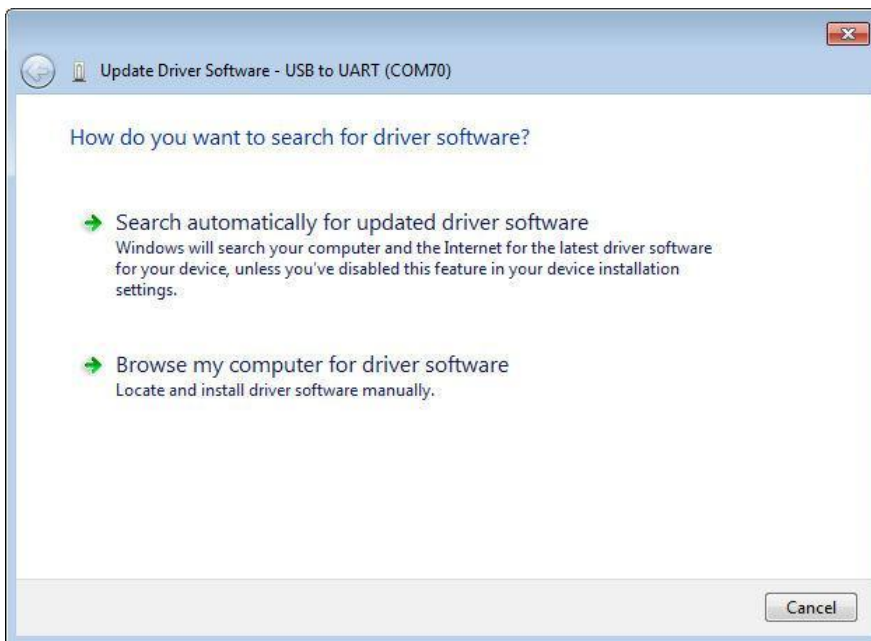 Update Driver Software - USB to UART (COM70)
How do you want to search for driver software?
Search automatically for updated driver software
Windows will search your computer and the Internet for the latest driver software
for your device, unless you've disabled this feature in your device installation
settings.
Browse my computer for driver software
Locate and install driver software manually.
Cancel